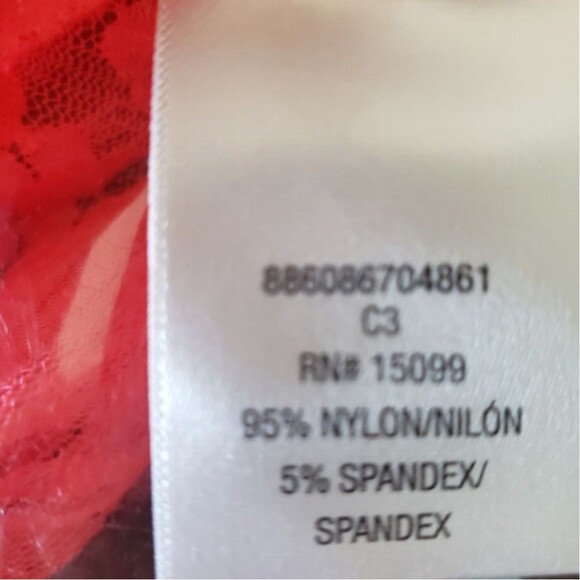 886086704861
C3
RN# 15099
95% NYLON/NILÓN
5% SPANDEX/
SPANDEX